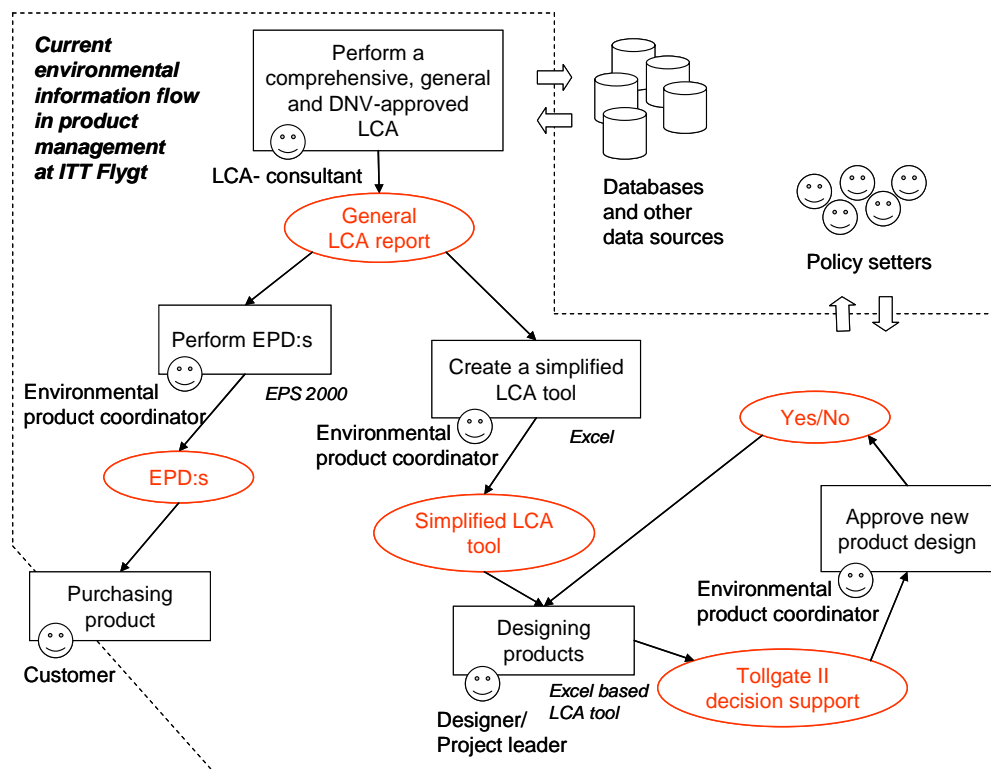 Current
environmental
information flow
in product
management
at ITT Flygt
Perform a
comprehensive, general
and DNV-approved
LCA
LCA- consultant
Databases
and other
data sources
Policy setters
General
LCA report
Perform EPD:s
Environmental
product coordinator
EPS 2000
Create a simplified
LCA tool
Environmental
product coordinator
Excel
Yes/No
EPD:s
Simplified LCA
tool
Approve new
product design
Environmental
product coordinator
Purchasing
product
Customer
Designing
products
Designer/
Project leader
Excel based
LCA tool
Tollgate II
decision support